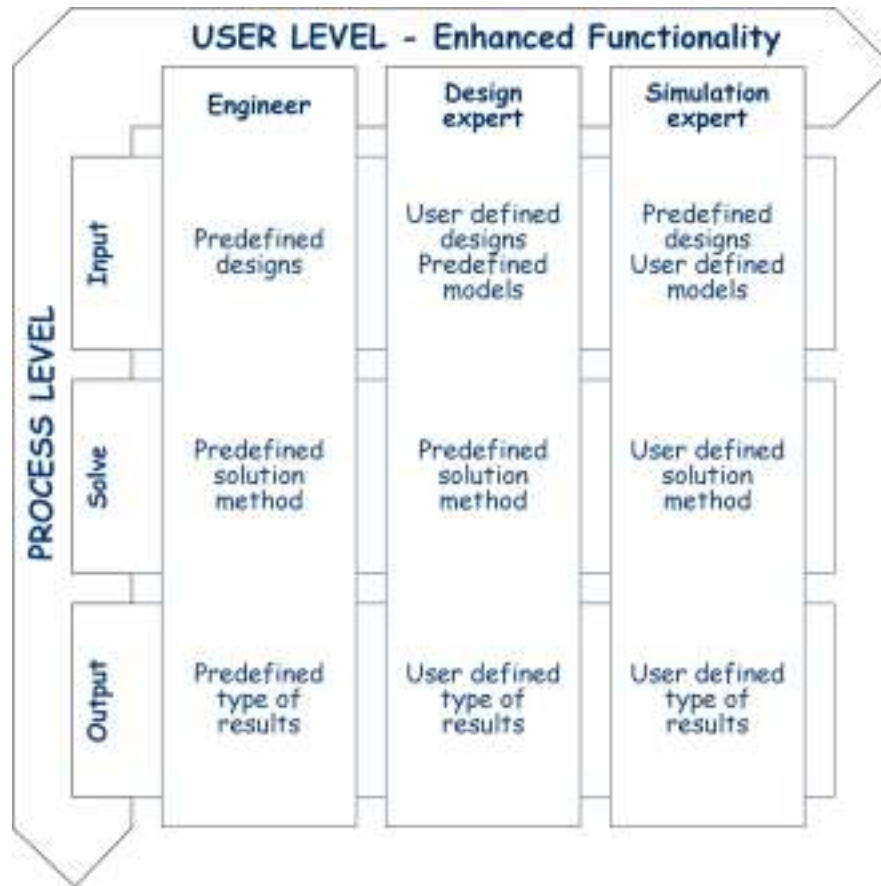 USER LEVEL - Enhanced Functionality
Engineer
Design
expert
Simulation
expert
PROCESS LEVEL
Input
Predefined
designs
User defined
designs
Predefined
models
Predefined
designs
User defined
models
Solve
Predefined
solution
method
Predefined
solution
method
User defined
solution
method
Output
Predefined
type of
results
User defined
type of
results
User defined
type of
results